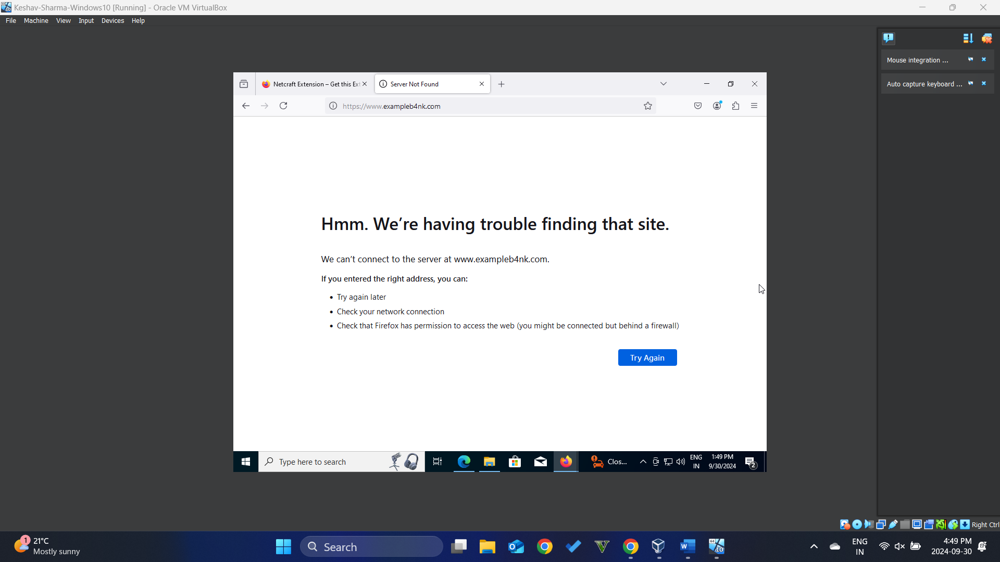 Keshav-Sharma-Windows10 [Running] - Oracle VM VirtualBox
File Machine View Input Devices Help
Mouse integration ...
Auto capture keyboard ...
Netcraft Extension – Get this Ext
Server Not Found
https://www.exampleb4nk.com
Hmm. We’re having trouble finding that site.
We can’t connect to the server at www.exampleb4nk.com.
If you entered the right address, you can:
• Try again later
• Check your network connection
• Check that Firefox has permission to access the web (you might be connected but behind a firewall)
Try Again
Type here to search
Clos...
ENG
IN
1:49 PM
9/30/2024
2
Right Ctrl
1
21°C
Mostly sunny
Search
64
10
ENG
IN
4:49 PM
2024-09-30